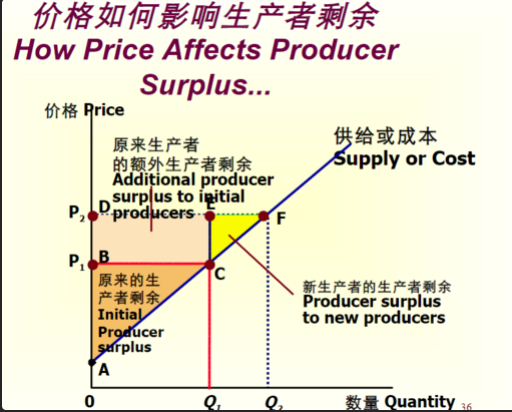 价格如何影响生产者剩余
How Price Affects Producer
Surplus...
价格 Price
供给或成本
Supply or Cost
原来生产者
的额外生产者剩余
Additional producer
surplus to initial
producers
P₂
D
E
F
P₁
B
C
原来的生
产者剩余
Initial
Producer
surplus
新生产者的生产者剩余
Producer surplus
to new producers
A
0
Q₁
Q₂
数量 Quantity
36